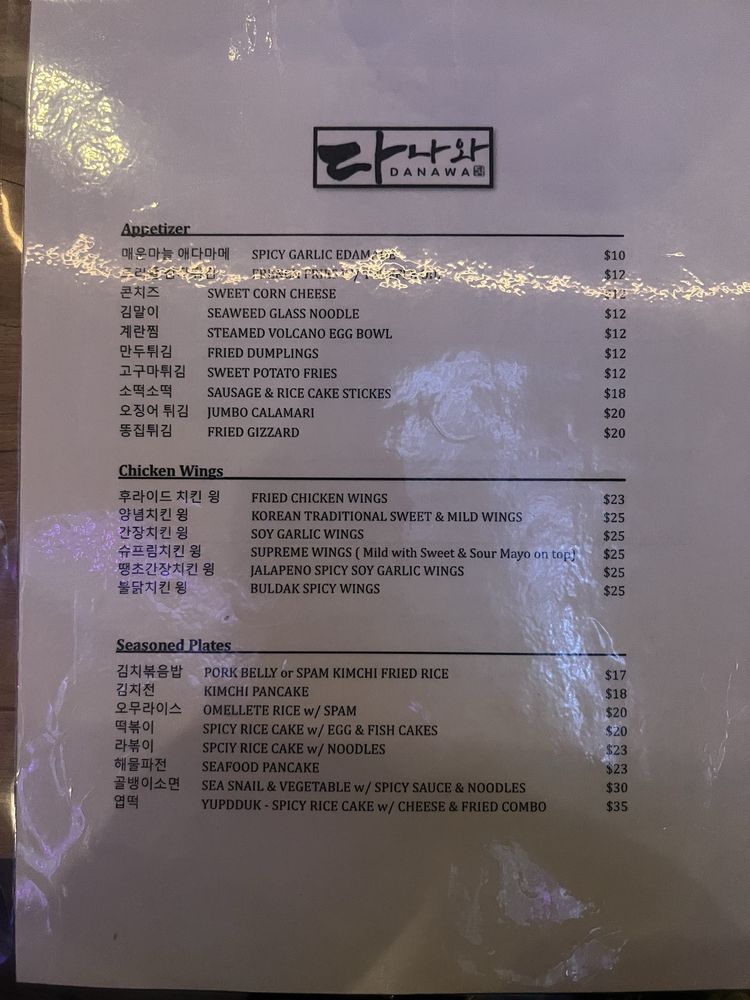 다나와
DANAWA
Appetizer
매운마늘 애다마메 SPICY GARLIC EDAMAME $10
FRENCH FRIES $12
콘치즈 SWEET CORN CHEESE $12
김말이 SEAWEED GLASS NOODLE $12
계란찜 STEAMED VOLCANO EGG BOWL $12
만두튀김 FRIED DUMPLINGS $12
고구마튀김 SWEET POTATO FRIES $12
소떡소떡 SAUSAGE & RICE CAKE STICKES $18
오징어 튀김 JUMBO CALAMARI $20
똥집튀김 FRIED GIZZARD $20
Chicken Wings
후라이드 치킨 윙 FRIED CHICKEN WINGS $23
양념치킨 윙 KOREAN TRADITIONAL SWEET & MILD WINGS $25
간장치킨 윙 SOY GARLIC WINGS $25
슈프림치킨 윙 SUPREME WINGS ( Mild with Sweet & Sour Mayo on top) $25
땡초간장치킨 윙 JALAPENO SPICY SOY GARLIC WINGS $25
불닭치킨 윙 BULDAK SPICY WINGS $25
Seasoned Plates
김치볶음밥 PORK BELLY or SPAM KIMCHI FRIED RICE $17
김치전 KIMCHI PANCAKE $18
오무라이스 OMELLETE RICE w/ SPAM $20
떡볶이 SPICY RICE CAKE w/ EGG & FISH CAKES $20
라볶이 SPCIY RICE CAKE w/ NOODLES $23
해물파전 SEAFOOD PANCAKE $23
골뱅이소면 SEA SNAIL & VEGETABLE w/ SPICY SAUCE & NOODLES $30
엽떡 YUPDDUK - SPICY RICE CAKE w/ CHEESE & FRIED COMBO $35